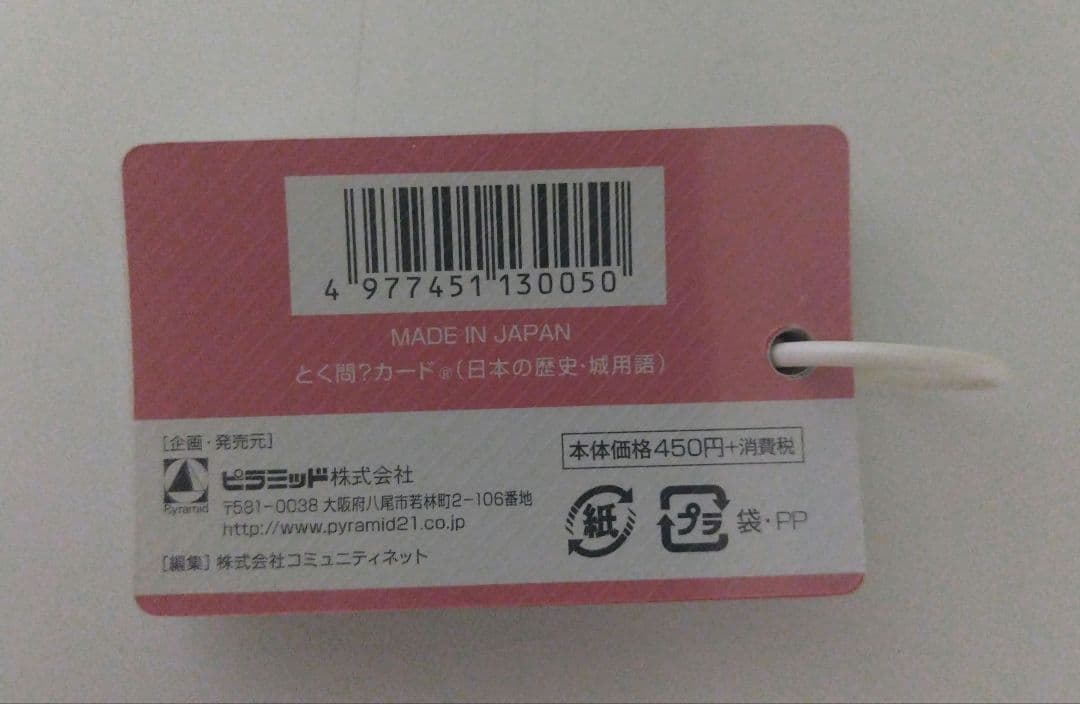 4 977451 130050
MADE IN JAPAN
とく問?カード®(日本の歴史・城用語)
[企画・発売元]
Pyramid
ピラミッド株式会社
〒581-0038 大阪府八尾市若林町2-106番地
http://www.pyramid21.co.jp
[編集] 株式会社コミュニティネット
本体価格450円+消費税
紙
プラ 袋・PP